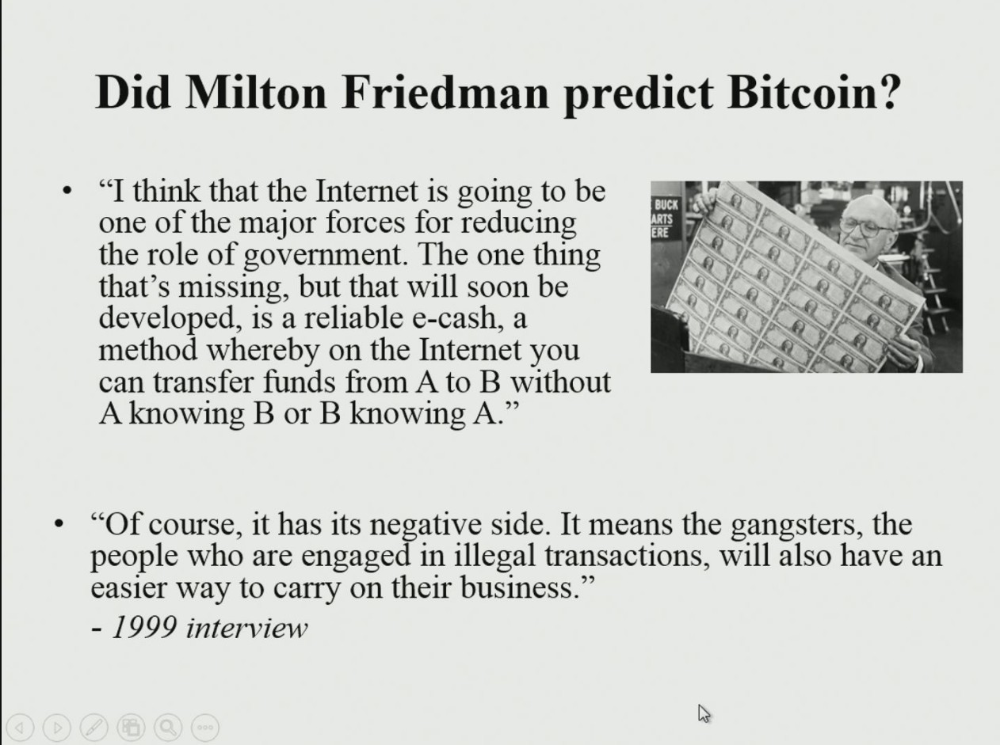 Did Milton Friedman predict Bitcoin?
• “I think that the Internet is going to be
one of the major forces for reducing
the role of government. The one thing
that’s missing, but that will soon be
developed, is a reliable e-cash, a
method whereby on the Internet you
can transfer funds from A to B without
A knowing B or B knowing A.”
BUCK
ARTS
ERE
• “Of course, it has its negative side. It means the gangsters, the
people who are engaged in illegal transactions, will also have an
easier way to carry on their business.”
- 1999 interview